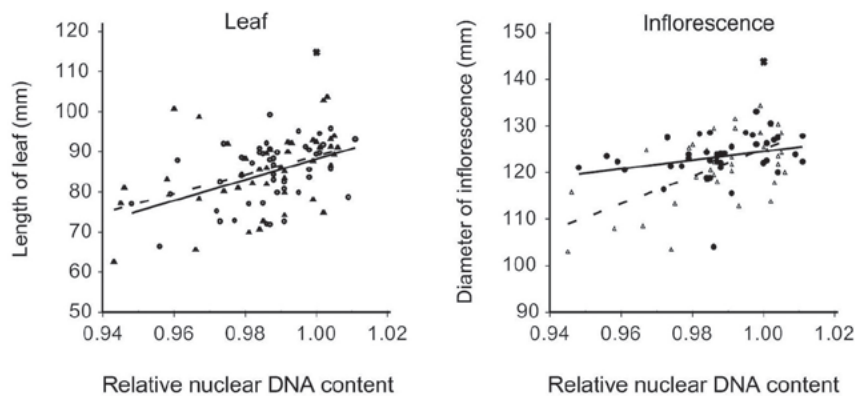 Leaf
120
110
100
90
80
70
60
50
0.94 0.96 0.98 1.00 1.02
Length of leaf (mm)
Relative nuclear DNA content
Inflorescence
150
140
130
120
110
100
90
0.94 0.96 0.98 1.00 1.02
Diameter of inflorescence (mm)
Relative nuclear DNA content